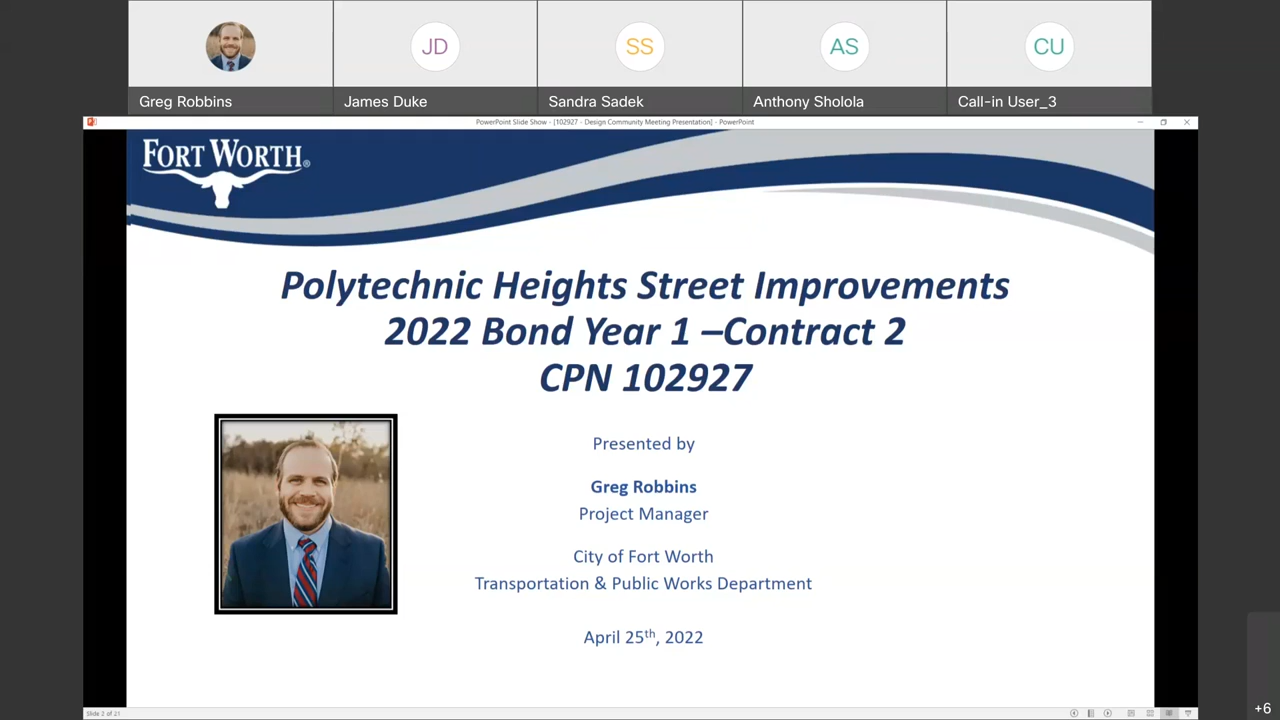 JD
SS
AS
CU
Greg Robbins
James Duke
Sandra Sadek
Anthony Sholola
Call-in User_3
PowerPoint Slide Show - [102927 - Design Community Meeting Presentation] - PowerPoint
FORT WORTH®
Polytechnic Heights Street Improvements
2022 Bond Year 1 –Contract 2
CPN 102927
Presented by
Greg Robbins
Project Manager
City of Fort Worth
Transportation & Public Works Department
April 25th, 2022
Slide 2 of 21
+6